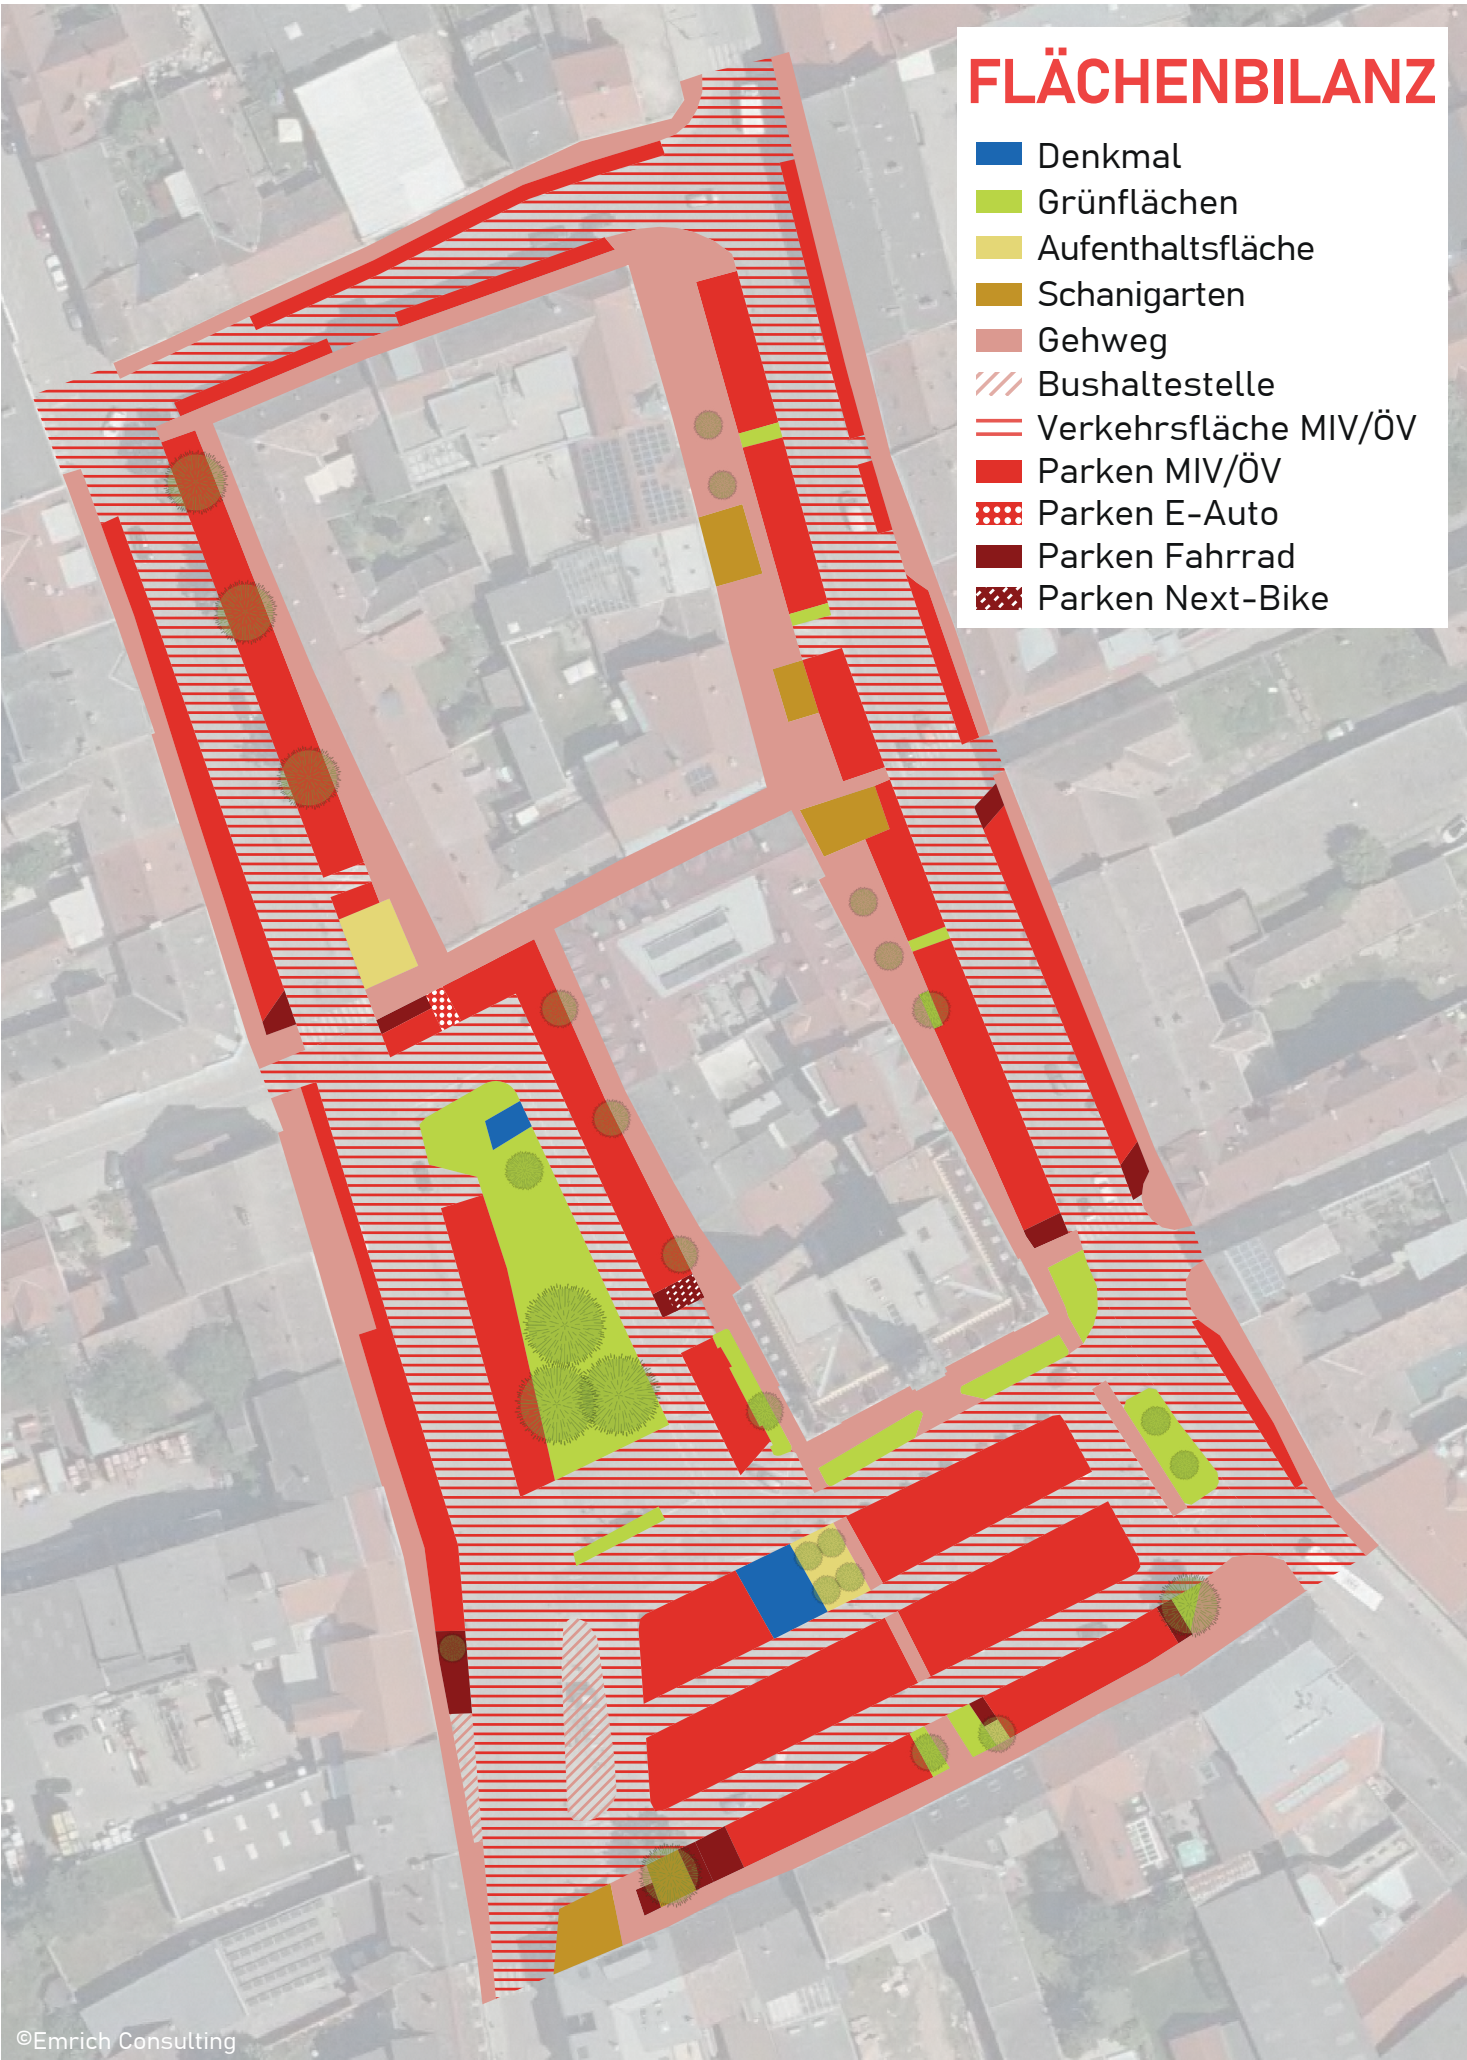 FLÄCHENBILANZ
Denkmal
Grünflächen
Aufenthaltsfläche
Schanigarten
Gehweg
Bushaltestelle
Verkehrsfläche MIV/ÖV
Parken MIV/ÖV
Parken E-Auto
Parken Fahrrad
Parken Next-Bike
©Emrich Consulting